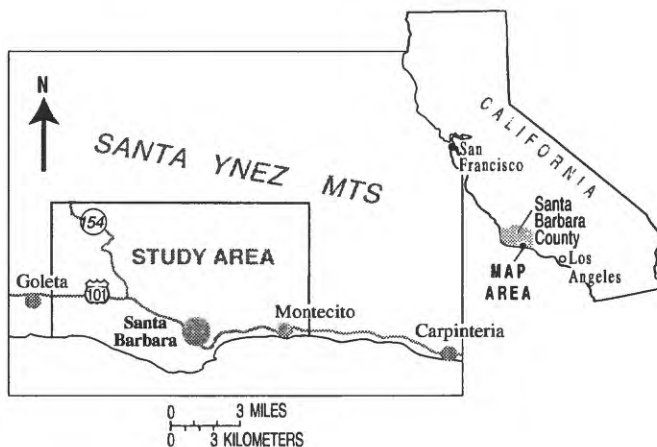 N
SANTA YNEZ MTS
154
STUDY AREA
Goleta
101
Santa
Barbara
Montecito
Carpinteria
0 3 MILES
0 3 KILOMETERS
CALIFORNIA
San
Francisco
Santa
Barbara
County
Los
Angeles
MAP
AREA